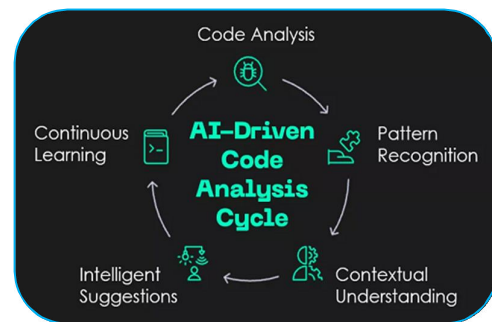 Code Analysis
AI-Driven
Code
Analysis
Cycle
Pattern
Recognition
Contextual
Understanding
Intelligent
Suggestions
Continuous
Learning